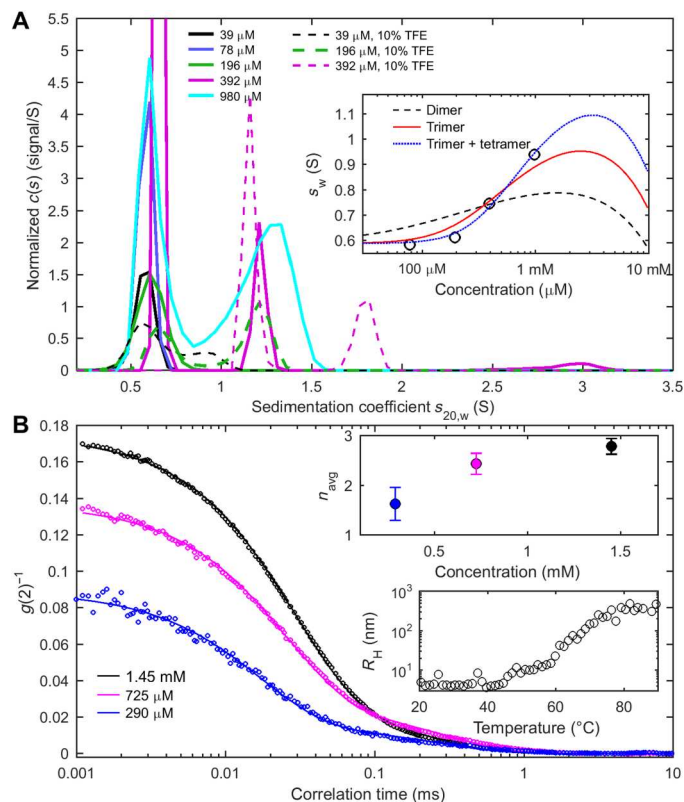 A
5.5
5
4.5
4
3.5
3
2.5
2
1.5
1
0.5
0
Normalized c(s) (signal/S)
39 μM
78 μM
196 μM
392 μM
980 μM
39 μM, 10% TFE
196 μM, 10% TFE
392 μM, 10% TFE
Dimer
Trimer
Trimer + tetramer
1.1
1
0.9
0.8
0.7
0.6
s_w (S)
100 μM 1 mM 10 mM
Concentration (μM)
0.5 1 1.5 2 2.5 3 3.5
Sedimentation coefficient s_20,w (S)
B
0.18
0.16
0.14
0.12
0.1
0.08
0.06
0.04
0.02
0
g(2)⁻¹
1.45 mM
725 μM
290 μM
3
2
1
n_avg
0.5 1 1.5
Concentration (mM)
10³
10²
10¹
R_H (nm)
20 40 60 80
Temperature (°C)
0.001 0.01 0.1 1 10
Correlation time (ms)